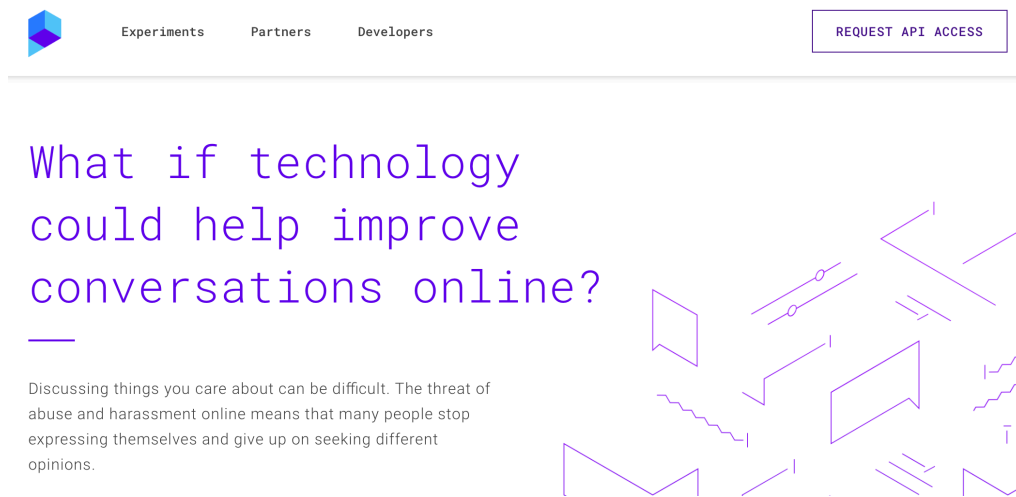 Experiments Partners Developers REQUEST API ACCESS
What if technology
could help improve
conversations online?
Discussing things you care about can be difficult. The threat of
abuse and harassment online means that many people stop
expressing themselves and give up on seeking different
opinions.